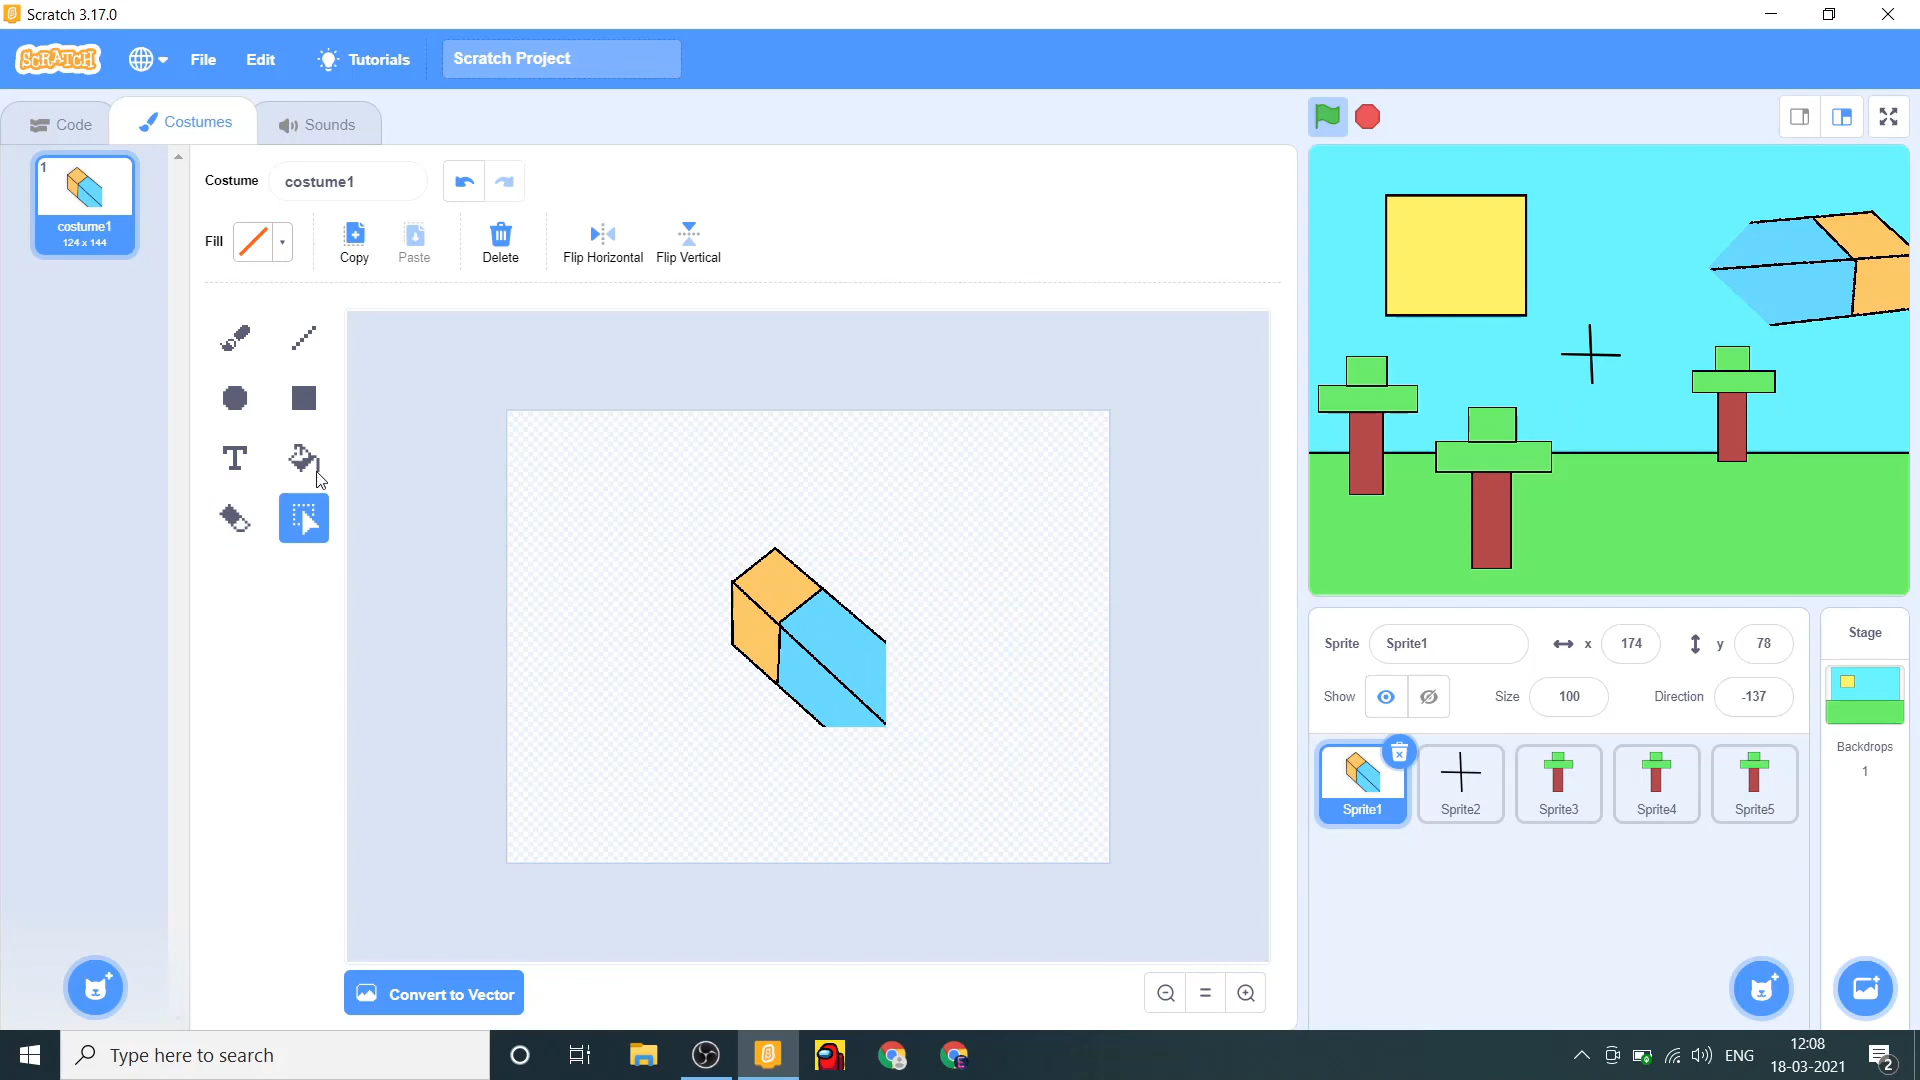 Scratch 3.17.0
SCRATCH File Edit Tutorials Scratch Project
Code Costumes Sounds
1
costume1
124 x 144
Costume costume1
Fill Copy Paste Delete Flip Horizontal Flip Vertical
T
Convert to Vector
Sprite Sprite1 x 174 y 78
Show Size 100 Direction -137
Sprite1 Sprite2 Sprite3 Sprite4 Sprite5
Stage
Backdrops
1
Type here to search
ENG
12:08
18-03-2021
2